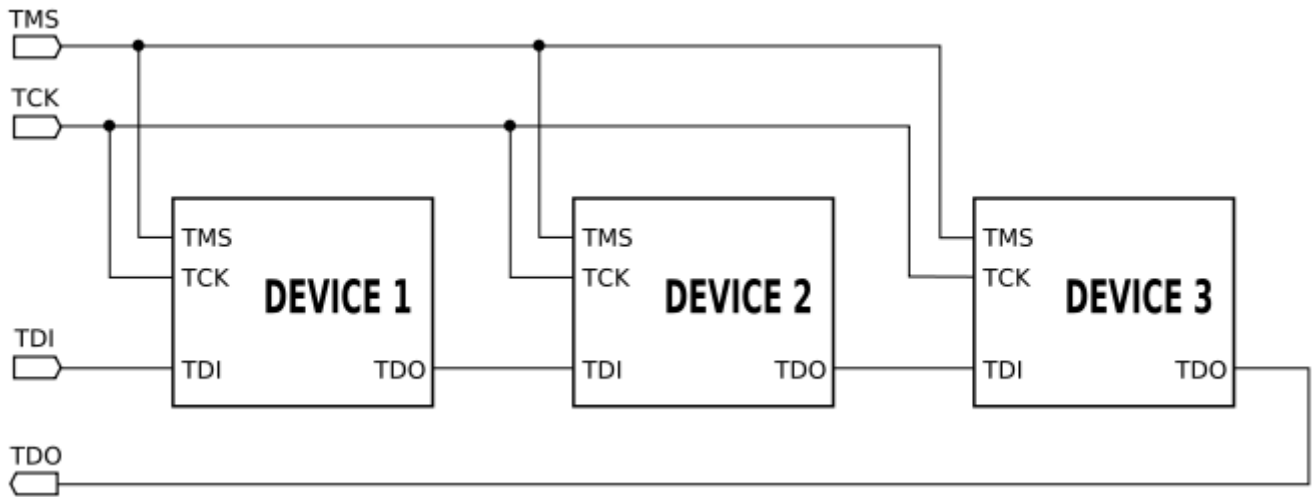 TMS
TCK
TMS
TCK
DEVICE 1
TDI
TDO
TMS
TCK
DEVICE 2
TDI
TDO
TMS
TCK
DEVICE 3
TDI
TDO
TDI
TDO